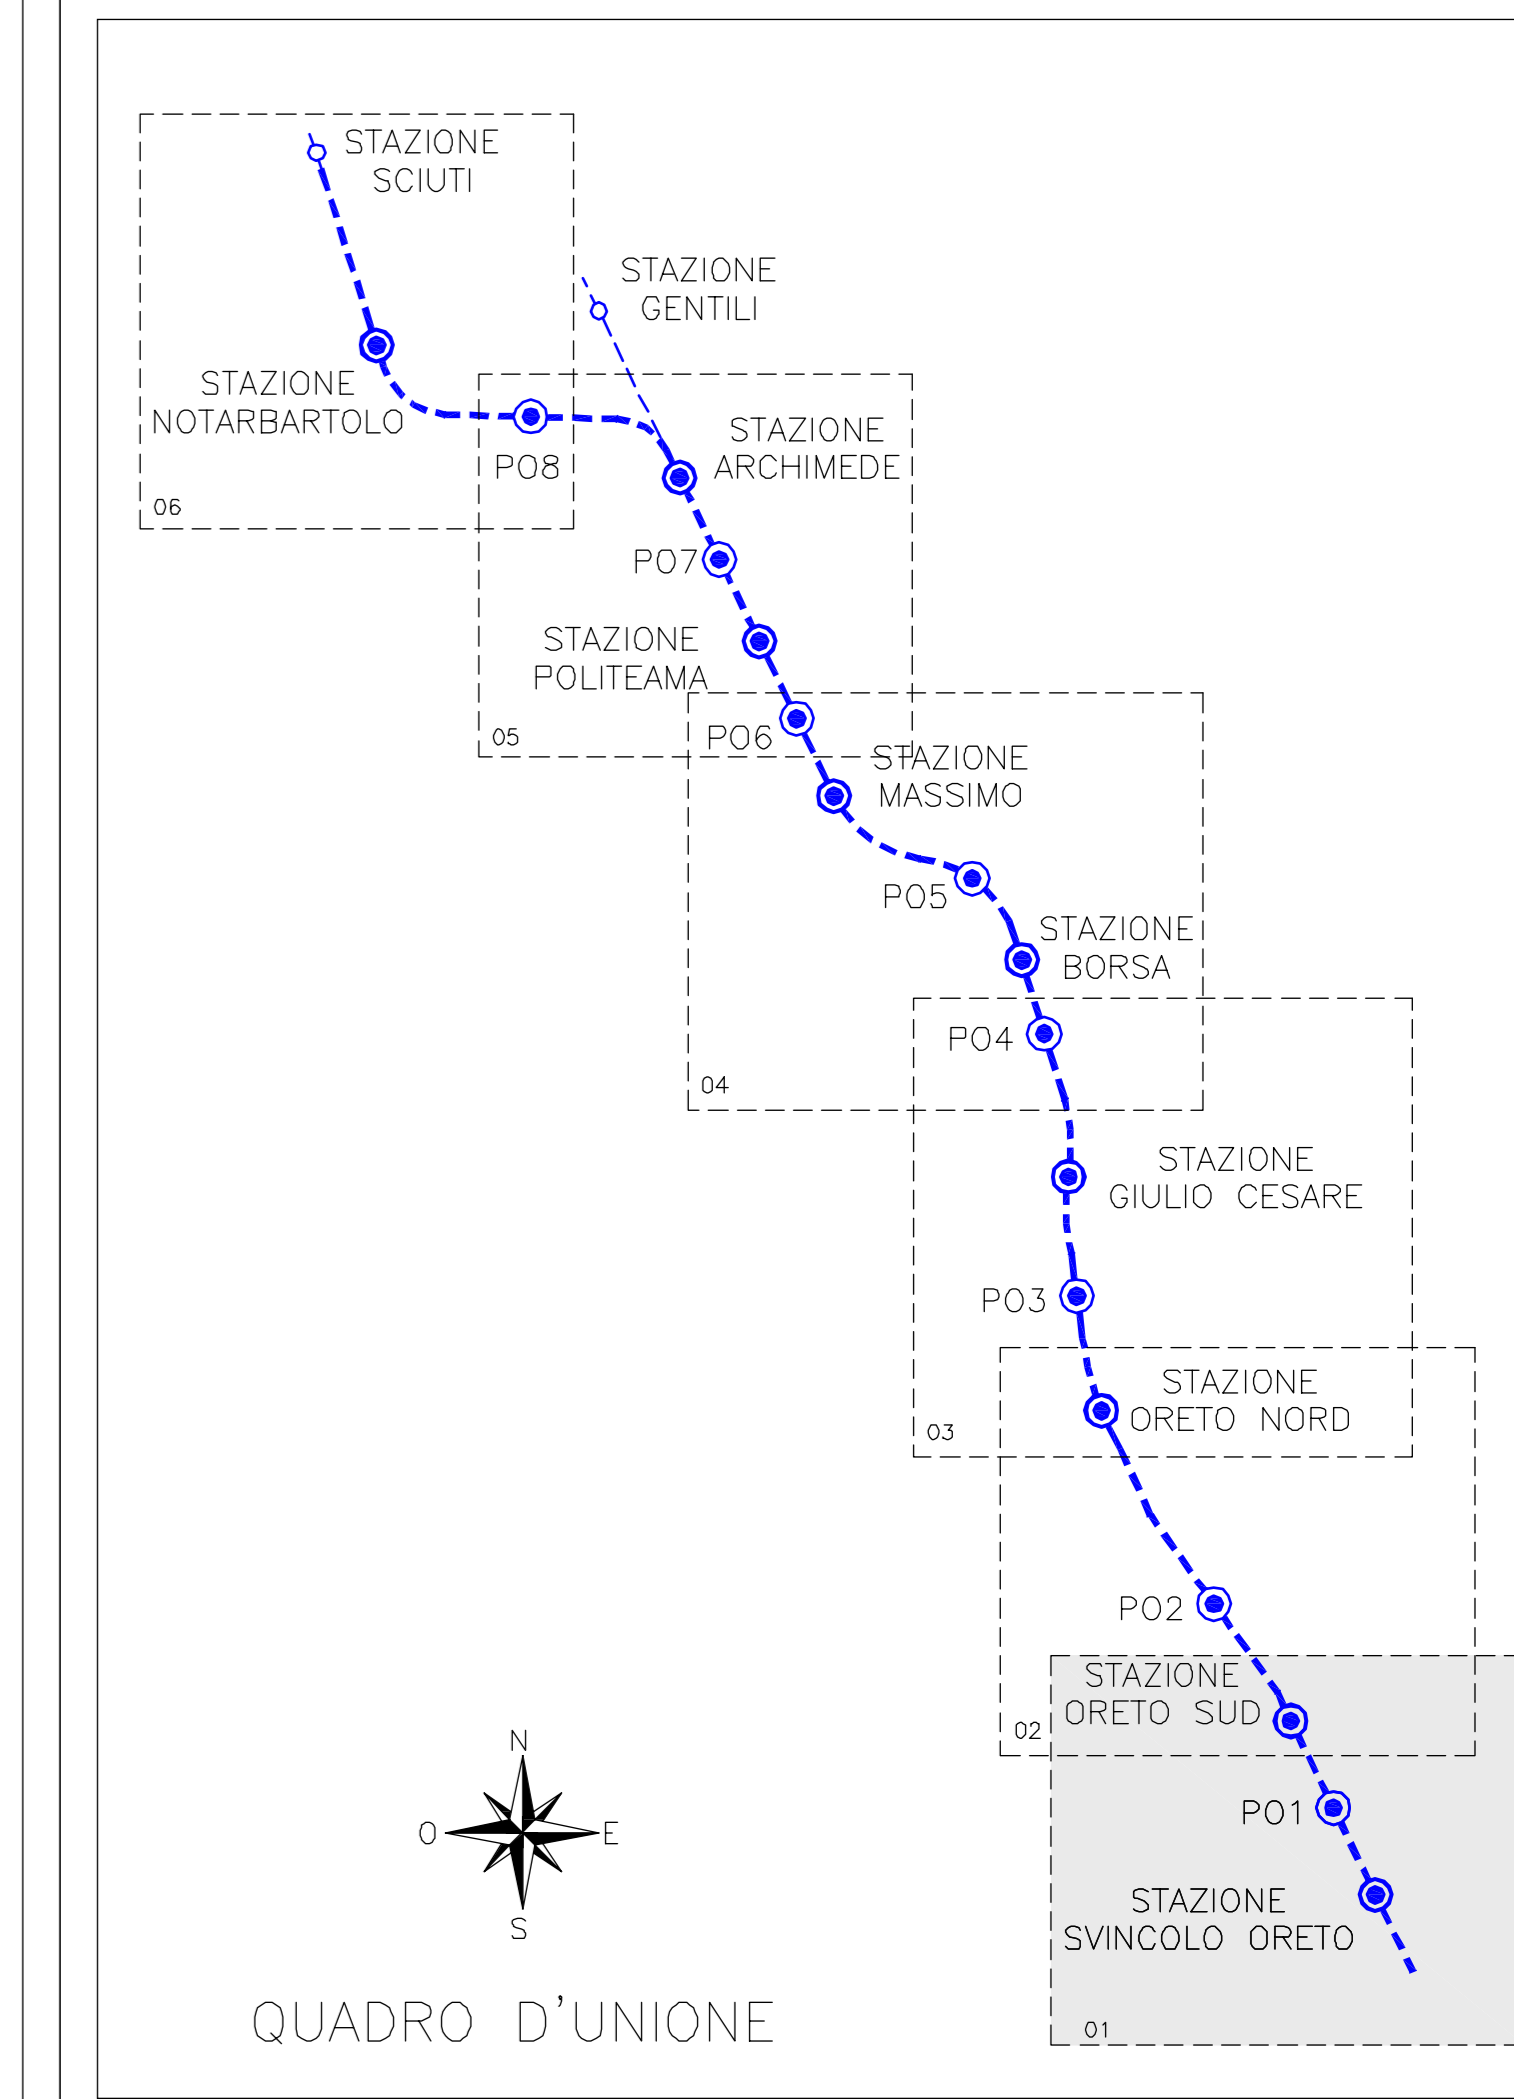 STAZIONE
SCIUTI
STAZIONE
GENTILI
STAZIONE
NOTARBARTOLO
STAZIONE
ARCHIMEDE
P08
06
P07
STAZIONE
POLITEAMA
05
P06
STAZIONE
MASSIMO
P05
STAZIONE
BORSA
P04
04
STAZIONE
GIULIO CESARE
P03
STAZIONE
ORETO NORD
03
P02
STAZIONE
ORETO SUD
02
P01
STAZIONE
SVINCOLO ORETO
01
N
O
E
S
QUADRO D'UNIONE